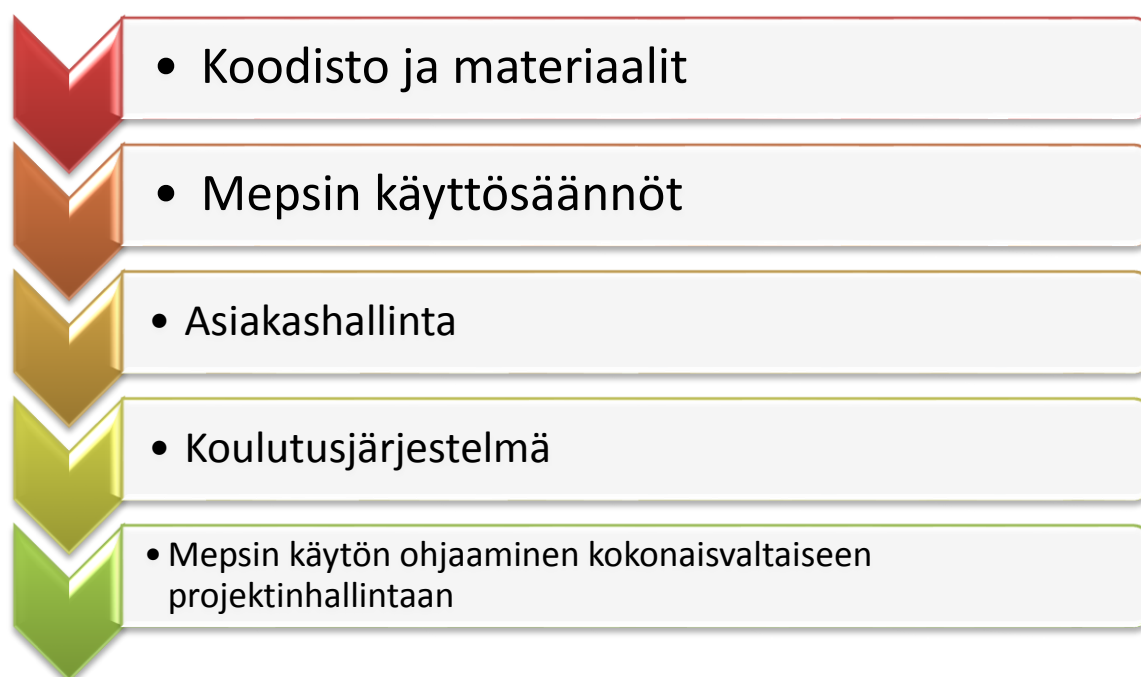 • Koodisto ja materiaalit
• Mepsin käyttösäännöt
• Asiakashallinta
• Koulutusjärjestelmä
• Mepsin käytön ohjaaminen kokonaisvaltaiseen
projektinhallintaan